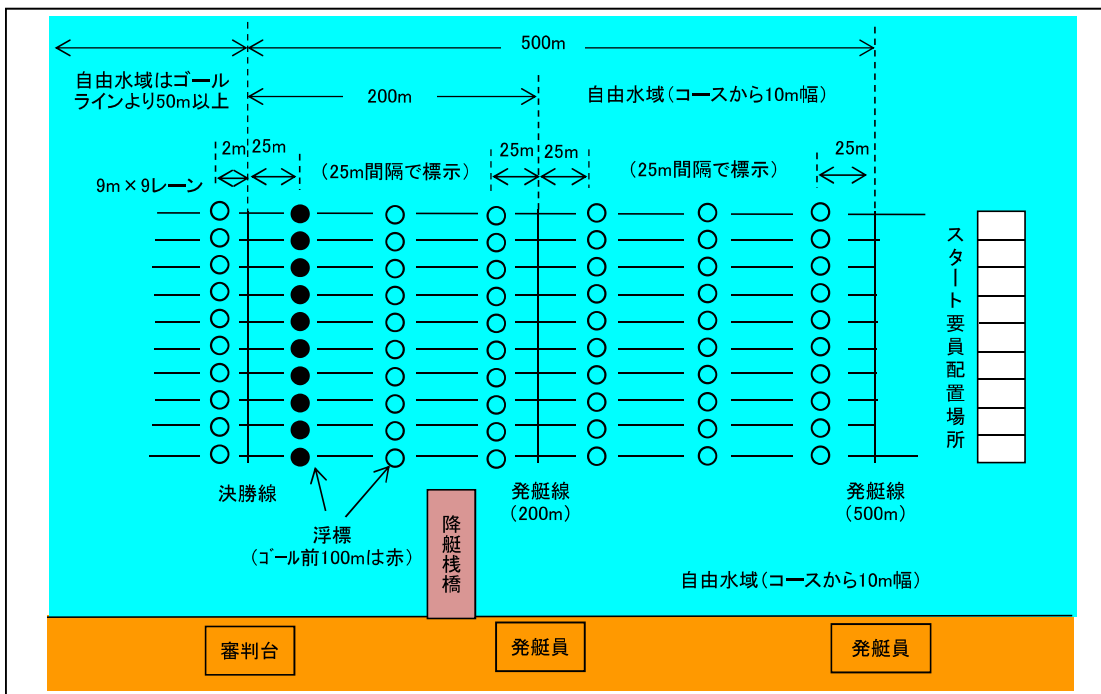 500m
自由水域はゴール
ラインより50m以上
200m
自由水域(コースから10m幅)
2m
25m
(25m間隔で標示)
25m
25m
(25m間隔で標示)
25m
9m×9レーン
スタート要員配置場所
決勝線
発艇線
(200m)
発艇線
(500m)
浮標
(ゴール前100mは赤)
降艇桟橋
自由水域(コースから10m幅)
審判台
発艇員
発艇員